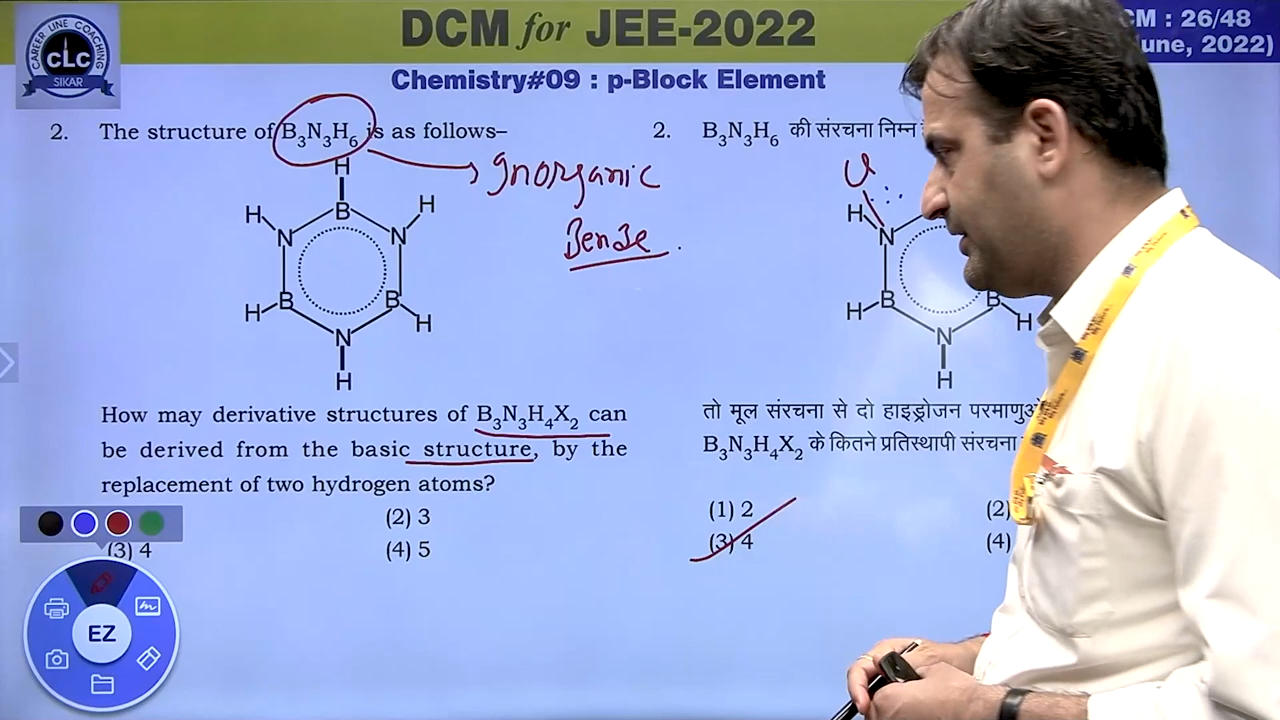 CAREER LINE COACHING
CLC
SIKAR
DCM for JEE-2022
CM : 26/48
une, 2022)
Chemistry#09 : p-Block Element
2. The structure of B₃N₃H₆ is as follows–
Inorganic
Benze
H
H H
B
N N
B B
H H
N
H
How may derivative structures of B₃N₃H₄X₂ can
be derived from the basic structure, by the
replacement of two hydrogen atoms?
(2) 3
(3) 4 (4) 5
2. B₃N₃H₆ की संरचना निम्न
H
N
B B
H H
N
H
तो मूल संरचना से दो हाइड्रोजन
B₃N₃H₄X₂ के कितने प्रतिस्थापी संरचना
(1) 2 (2)
(3) 4 (4)
EZ